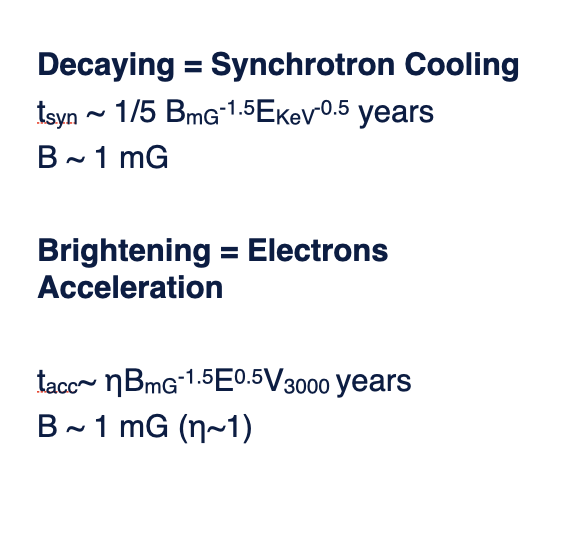 Decaying = Synchrotron Cooling
tsyn ~ 1/5 BmG-1.5EKeV-0.5 years
B ~ 1 mG
Brightening = Electrons
Acceleration
tacc~ ηBmG-1.5E0.5V3000 years
B ~ 1 mG (η~1)